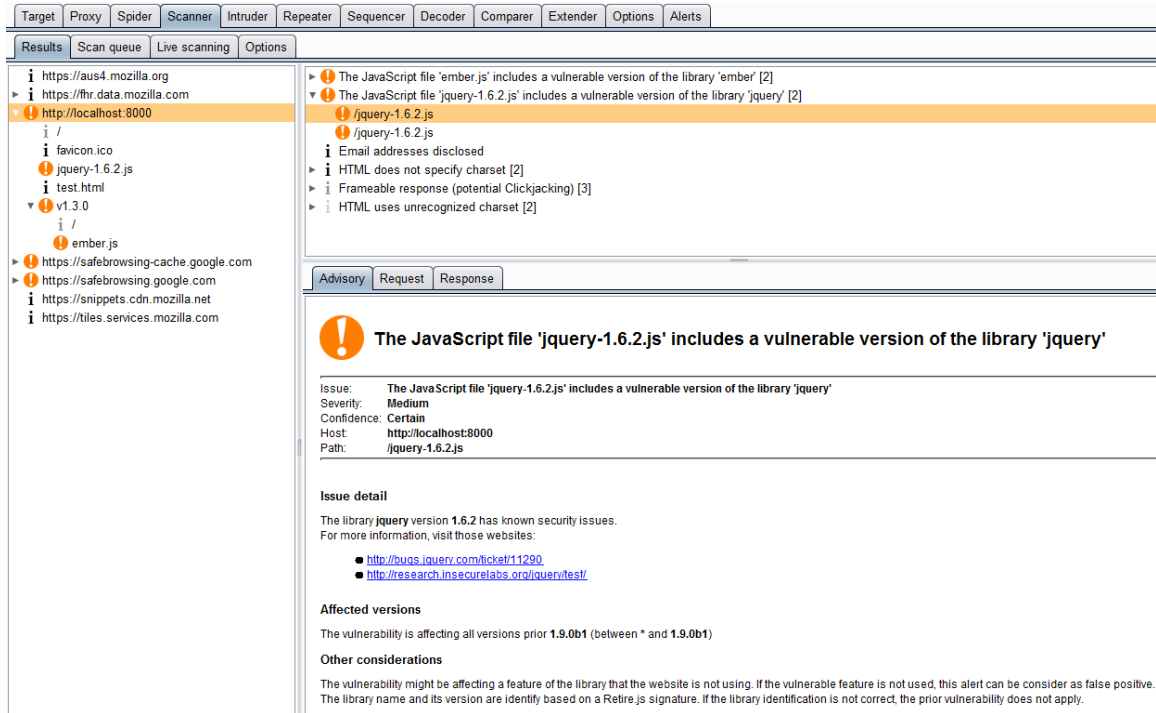 Target Proxy Spider Scanner Intruder Repeater Sequencer Decoder Comparer Extender Options Alerts
Results Scan queue Live scanning Options
https://aus4.mozilla.org
https://fhr.data.mozilla.com
http://localhost:8000
/
favicon.ico
jquery-1.6.2.js
test.html
v1.3.0
/
ember.js
https://safebrowsing-cache.google.com
https://safebrowsing.google.com
https://snippets.cdn.mozilla.net
https://tiles.services.mozilla.com
The JavaScript file 'ember.js' includes a vulnerable version of the library 'ember' [2]
The JavaScript file 'jquery-1.6.2.js' includes a vulnerable version of the library 'jquery' [2]
/jquery-1.6.2.js
/jquery-1.6.2.js
Email addresses disclosed
HTML does not specify charset [2]
Frameable response (potential Clickjacking) [3]
HTML uses unrecognized charset [2]
Advisory Request Response
The JavaScript file 'jquery-1.6.2.js' includes a vulnerable version of the library 'jquery'
Issue: The JavaScript file 'jquery-1.6.2.js' includes a vulnerable version of the library 'jquery'
Severity: Medium
Confidence: Certain
Host: http://localhost:8000
Path: /jquery-1.6.2.js
Issue detail
The library jquery version 1.6.2 has known security issues.
For more information, visit those websites:
http://bugs.jquery.com/ticket/11290
http://research.insecurelabs.org/jquery/test/
Affected versions
The vulnerability is affecting all versions prior 1.9.0b1 (between * and 1.9.0b1)
Other considerations
The vulnerability might be affecting a feature of the library that the website is not using. If the vulnerable feature is not used, this alert can be consider as false positive.
The library name and its version are identify based on a Retire.js signature. If the library identification is not correct, the prior vulnerability does not apply.